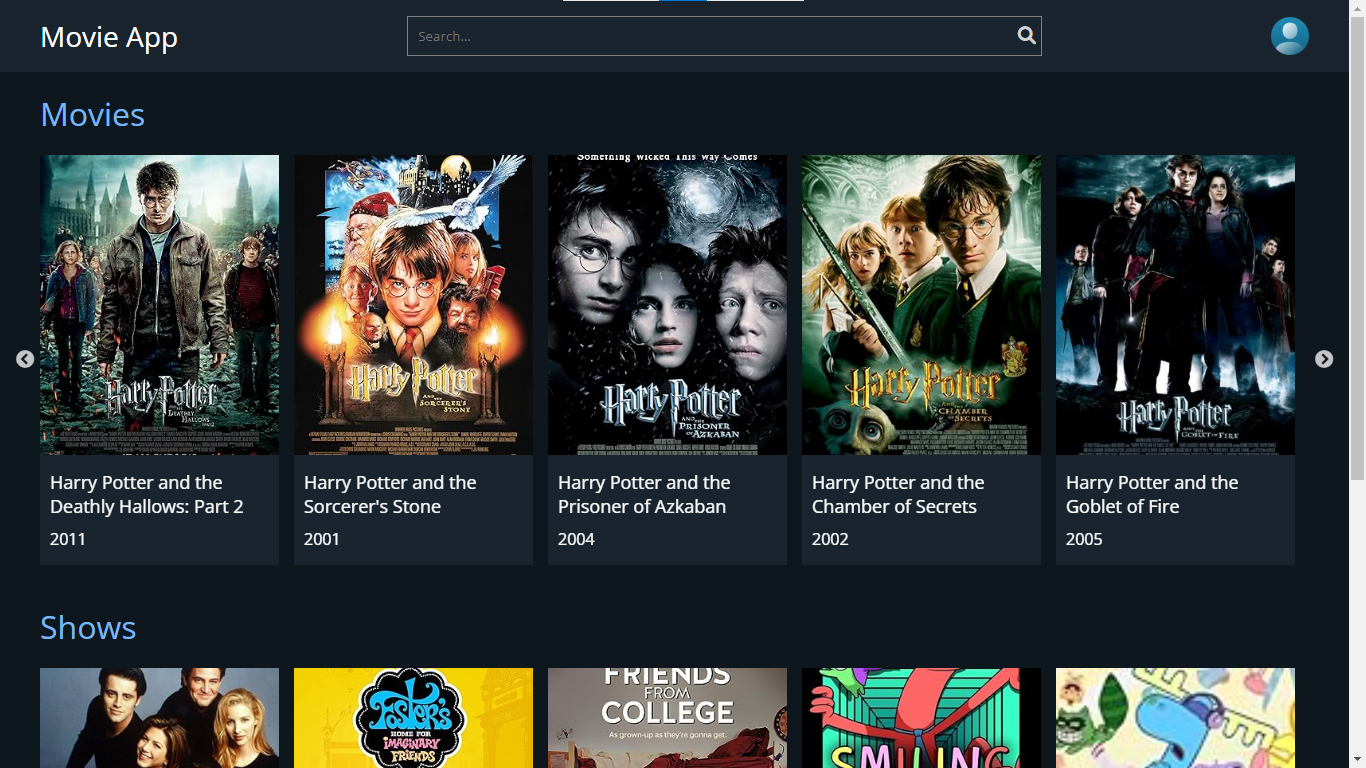 Movie App
Search...
Movies
Harry Potter
AND THE
DEATHLY HALLOWS
Harry Potter
AND THE
SORCERER'S
STONE
Something Wicked This Way Comes
Harry Potter
AND THE
PRISONER OF
AZKABAN
Harry Potter
AND THE
CHAMBER
OF SECRETS
Harry Potter
AND THE
GOBLET OF FIRE
Harry Potter and the
Deathly Hallows: Part 2
2011
Harry Potter and the
Sorcerer's Stone
2001
Harry Potter and the
Prisoner of Azkaban
2004
Harry Potter and the
Chamber of Secrets
2002
Harry Potter and the
Goblet of Fire
2005
Shows
Foster's
HOME FOR
IMAGINARY
FRIENDS
FRIENDS
FROM
COLLEGE
As grown-up as they're gonna get.
SMILING